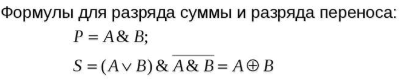 Формулы для разряда суммы и разряда переноса:
P = A & B;
S = (A ∨ B) & A̅ ̅&̅ ̅B̅ = A ⊕ B